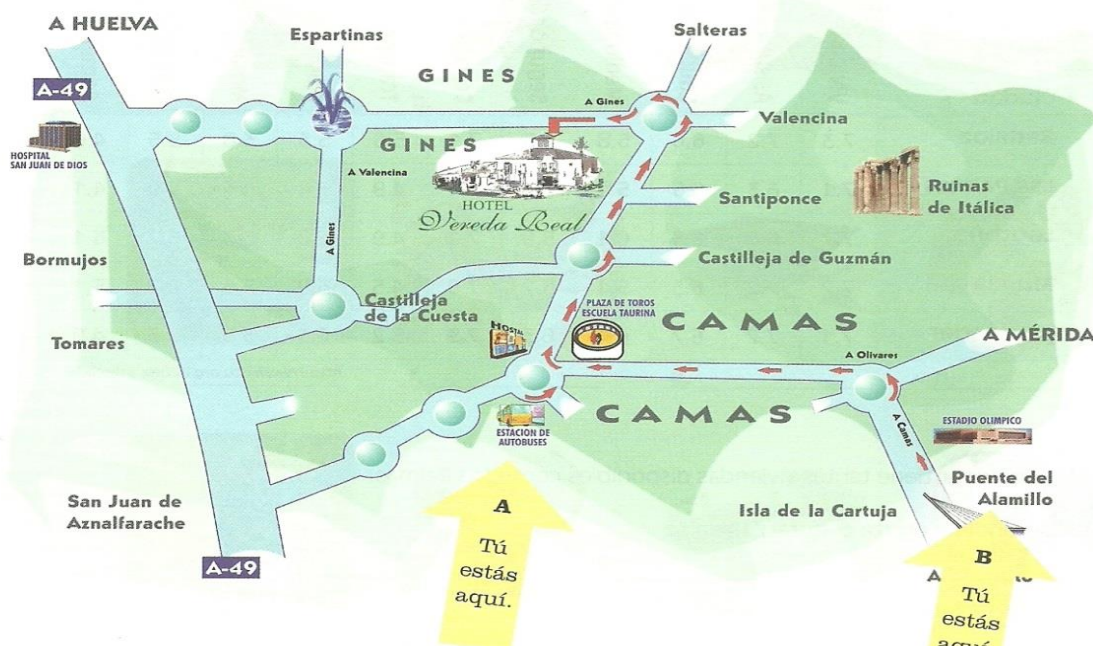 A HUELVA
Espartinas
Salteras
GINES
A-49
A Gines
Valencina
HOSPITAL
SAN JUAN DE DIOS
GINES
A Valencina
HOTEL
Vereda Real
Santiponce
Ruinas
de Itálica
A Gines
Bormujos
Castilleja de Guzmán
Castilleja
de la Cuesta
PLAZA DE TOROS
ESCUELA TAURINA
HOSTAL
CAMAS
Tomares
A MÉRIDA
A Olivares
CAMAS
ESTACION DE
AUTOBUSES
A Camas
ESTADIO OLIMPICO
San Juan de
Aznalfarache
Isla de la Cartuja
Puente del
Alamillo
A-49
A
Tú
estás
aquí.
B
Tú
estás
aquí.